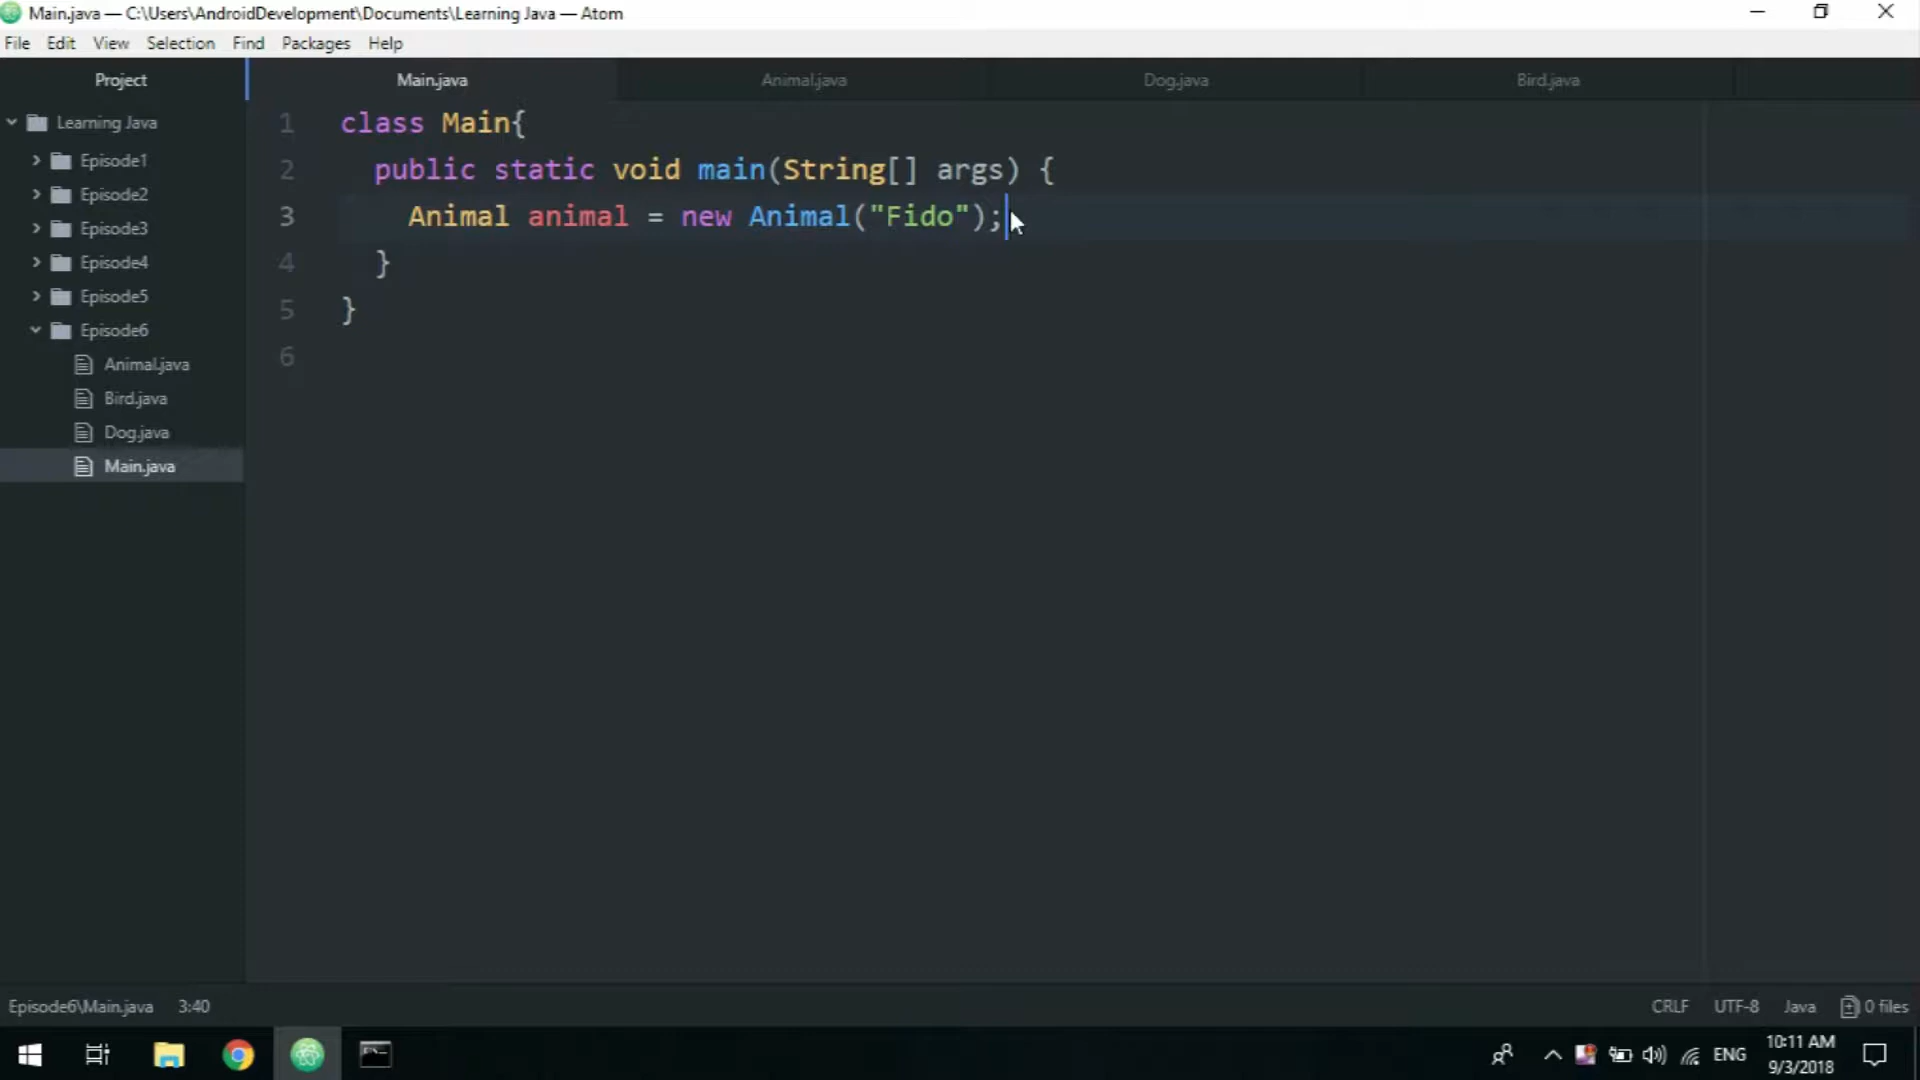 Main.java — C:\Users\AndroidDevelopment\Documents\Learning Java — Atom
File Edit View Selection Find Packages Help
Project
Main.java Animal.java Dog.java Bird.java
Learning Java
Episode1
Episode2
Episode3
Episode4
Episode5
Episode6
Animal.java
Bird.java
Dog.java
Main.java
1 class Main{
2 public static void main(String[] args) {
3 Animal animal = new Animal("Fido");
4 }
5 }
6
Episode6\Main.java 3:40
CRLF UTF-8 Java 0 files
ENG
10:11 AM
9/3/2018